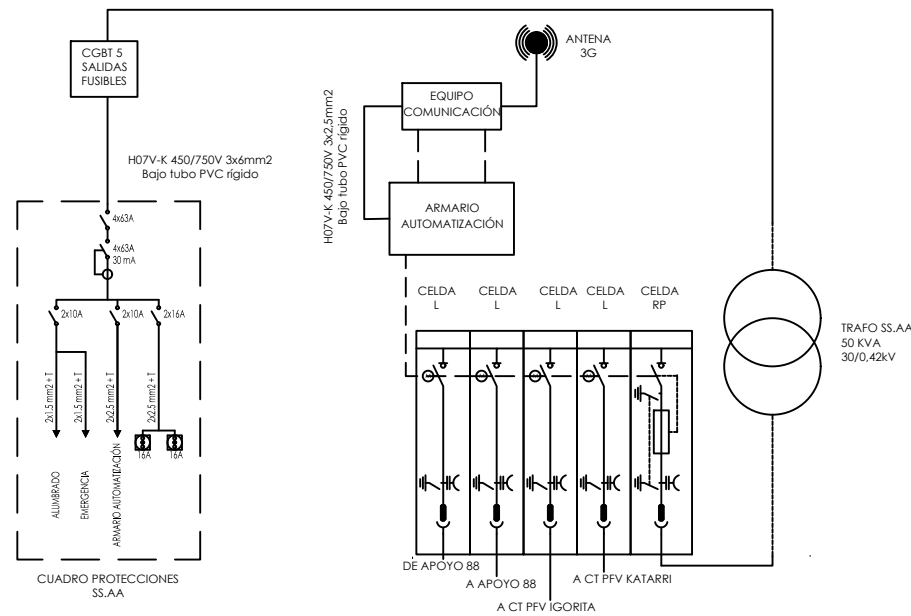 CGBT 5
SALIDAS
FUSIBLES
H07V-K 450/750V 3x6mm2
Bajo tubo PVC rígido
4x63A
4x63A
30 mA
2x10A
2x10A
2x16A
2x1.5 mm2 + T
2x1.5 mm2 + T
2x2.5 mm2 + T
2x2.5 mm2 + T
16A
16A
ALUMBRADO
EMERGENCIA
ARMARIO AUTOMATIZACIÓN
CUADRO PROTECCIONES
SS.AA
ANTENA
3G
EQUIPO
COMUNICACIÓN
H07V-K 450/750V 3x2,5mm2
Bajo tubo PVC rígido
ARMARIO
AUTOMATIZACIÓN
CELDA
L
CELDA
L
CELDA
L
CELDA
L
CELDA
RP
TRAFO SS.AA
50 KVA
30/0,42kV
DE APOYO 88
A APOYO 88
A CT PFV IGORITA
A CT PFV KATARRI